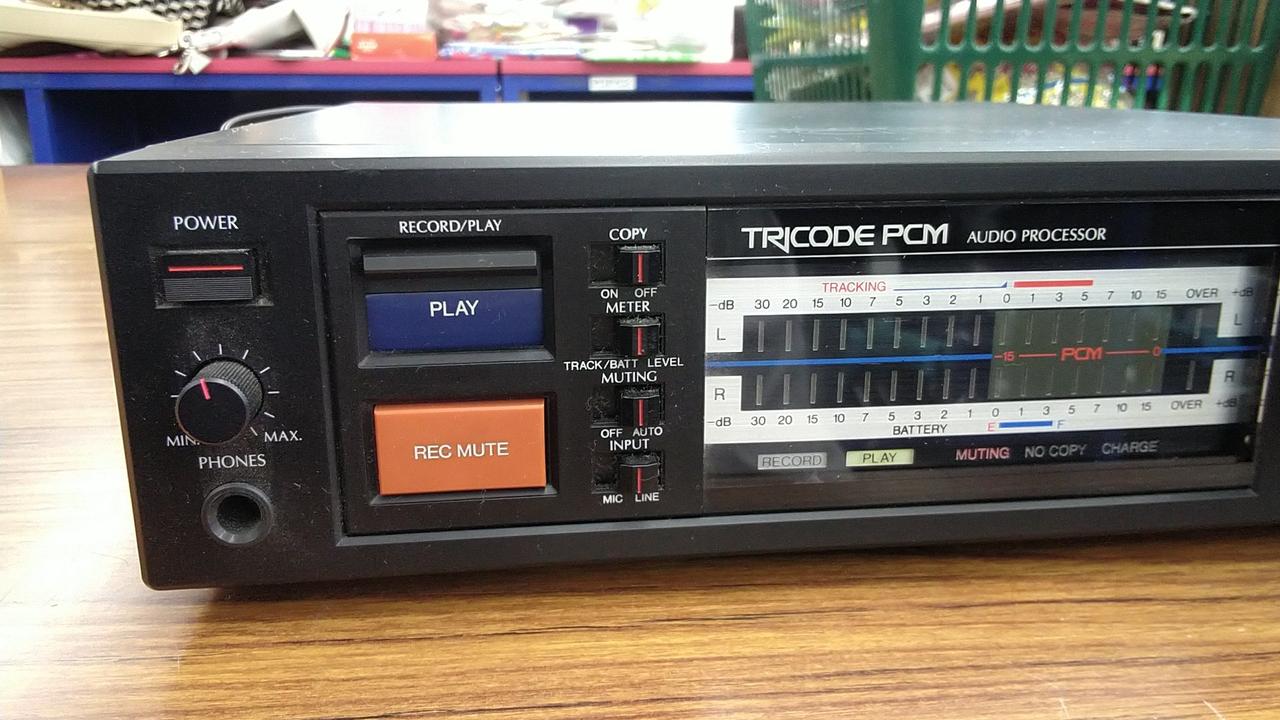 POWER
MIN. MAX.
PHONES
RECORD/PLAY
PLAY
REC MUTE
COPY
ON OFF
METER
TRACK/BATT LEVEL
MUTING
OFF AUTO
INPUT
MIC LINE
TRICODE PCM AUDIO PROCESSOR
TRACKING
-dB 30 20 15 10 7 5 3 2 1 0 1 3 5 7 10 15 OVER +dB
L L
-15 PCM 0
R R
-dB 30 20 15 10 7 5 3 2 1 0 1 3 5 7 10 15 OVER +dB
BATTERY E F
RECORD PLAY MUTING NO COPY CHARGE